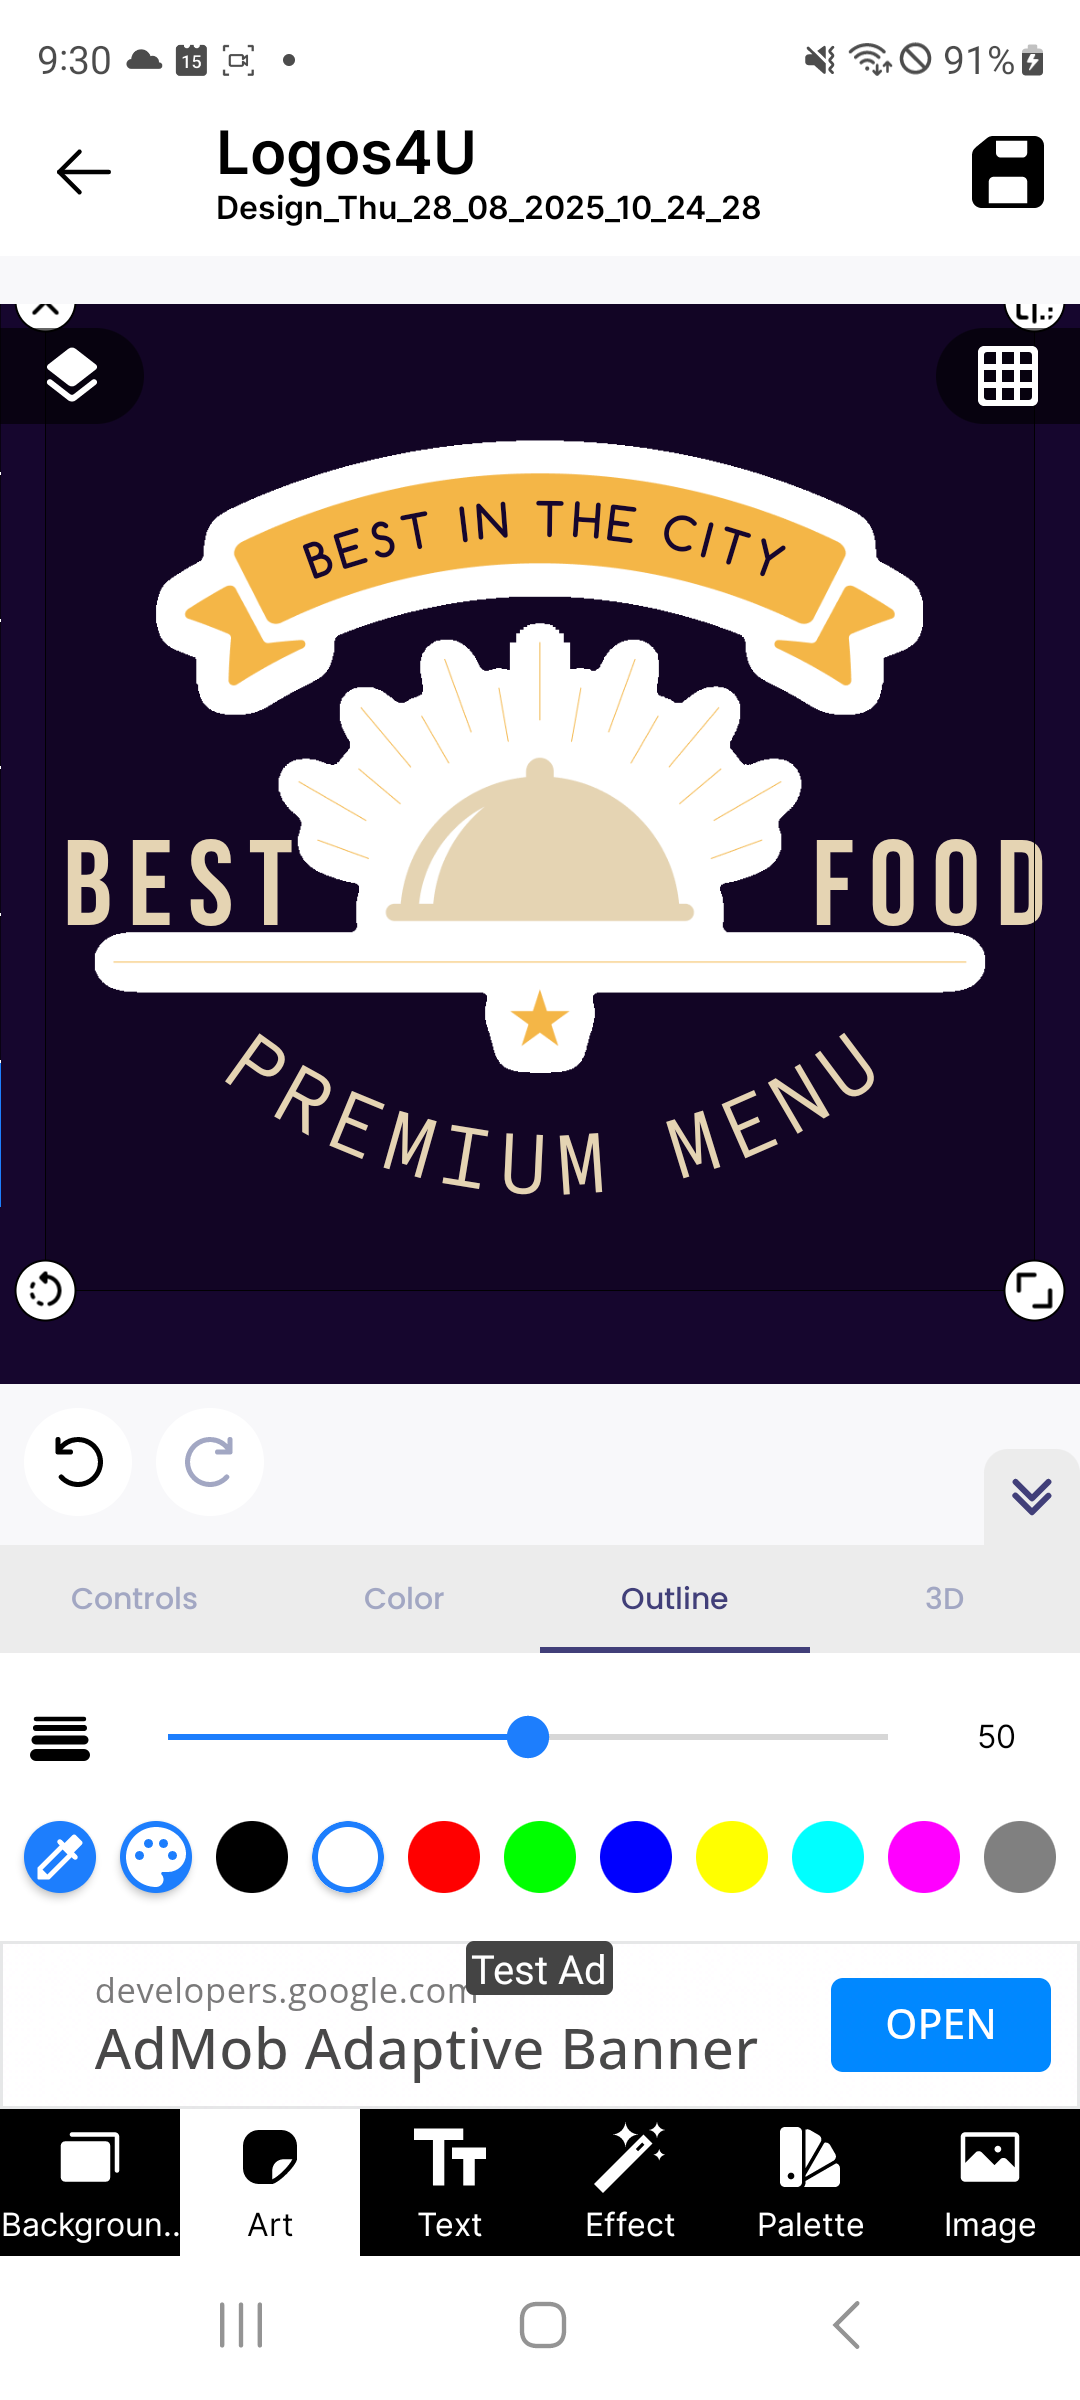 9:30
15
91%
Logos4U
Design_Thu_28_08_2025_10_24_28
BEST IN THE CITY
BEST FOOD
PREMIUM MENU
Controls Color Outline 3D
50
Test Ad
developers.google.com
AdMob Adaptive Banner
OPEN
Backgroun.. Art Text Effect Palette Image